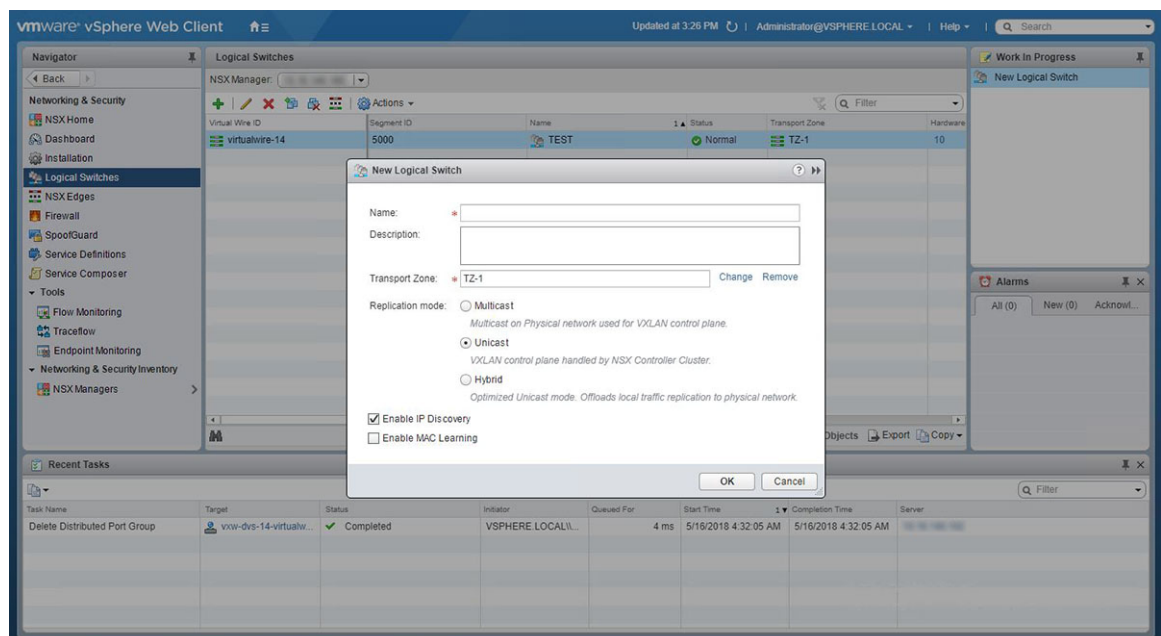 vmware® vSphere Web Client
Updated at 3:26 PM
Administrator@VSPHERE.LOCAL
Help
Search
Navigator
Back
Networking & Security
NSX Home
Dashboard
Installation
Logical Switches
NSX Edges
Firewall
SpoofGuard
Service Definitions
Service Composer
Tools
Flow Monitoring
Traceflow
Endpoint Monitoring
Networking & Security Inventory
NSX Managers
Logical Switches
NSX Manager:
Actions
Filter
Virtual Wire ID Segment ID Name 1 Status Transport Zone Hardware
virtualwire-14 5000 TEST Normal TZ-1 10
New Logical Switch
Name: *
Description:
Transport Zone: * TZ-1 Change Remove
Replication mode: Multicast
Multicast on Physical network used for VXLAN control plane.
Unicast
VXLAN control plane handled by NSX Controller Cluster.
Hybrid
Optimized Unicast mode. Offloads local traffic replication to physical network.
Enable IP Discovery
Enable MAC Learning
OK Cancel
Objects Export Copy
Work In Progress
New Logical Switch
Alarms
All (0) New (0) Acknowl...
Recent Tasks
Filter
Task Name Target Status Initiator Queued For Start Time 1 Completion Time Server
Delete Distributed Port Group vxw-dvs-14-virtualw... Completed VSPHERE.LOCAL\\... 4 ms 5/16/2018 4:32:05 AM 5/16/2018 4:32:05 AM